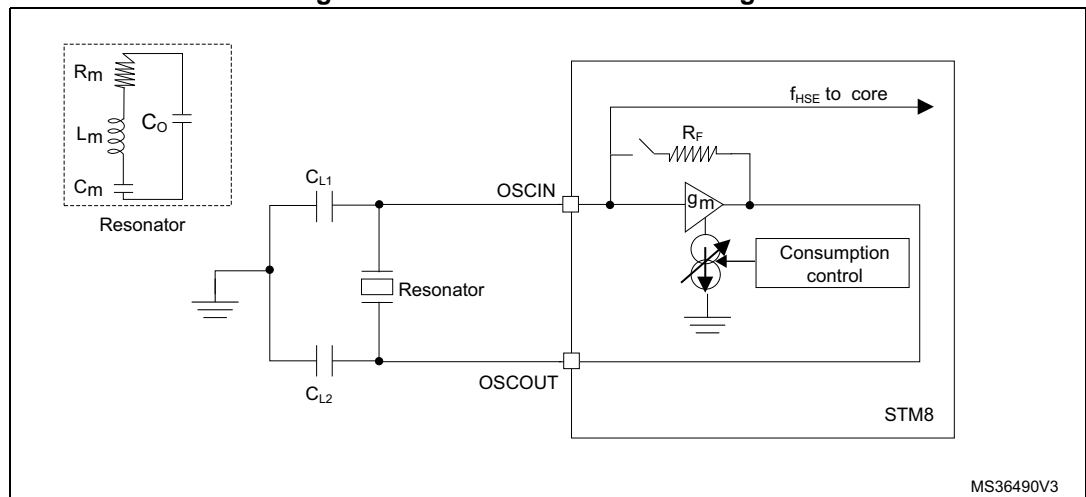 Rm
Lm
CO
Cm
Resonator
CL1
CL2
Resonator
OSCIN
OSCOUT
fHSE to core
RF
gm
Consumption
control
STM8
MS36490V3